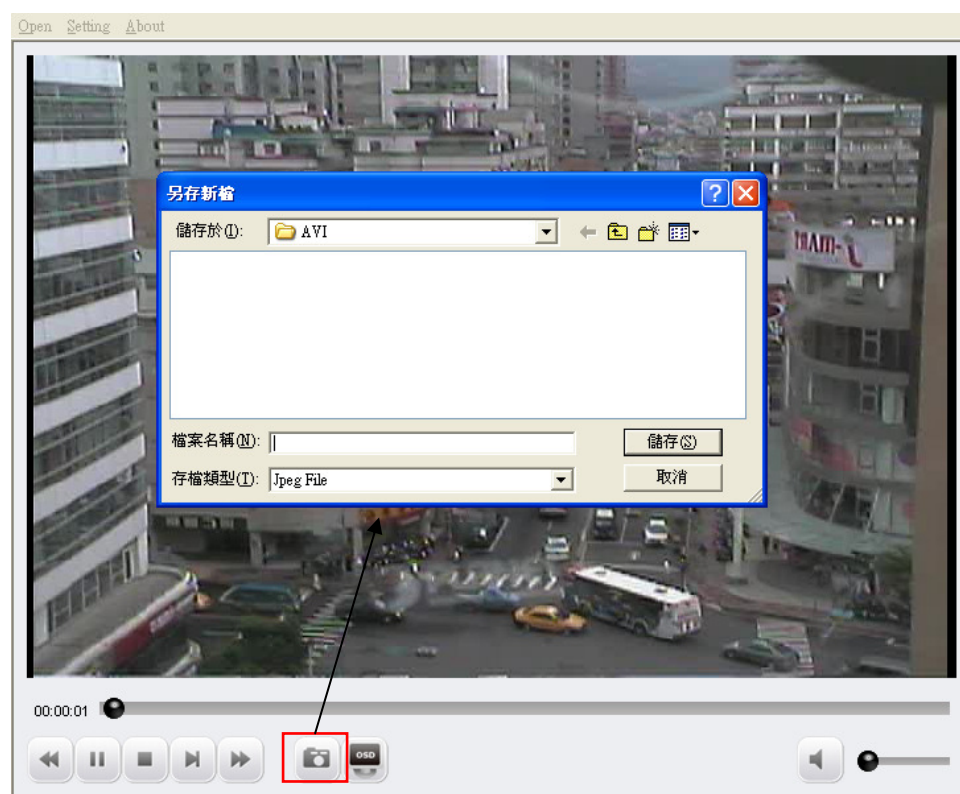 Open Setting About
另存新檔
儲存於(I): AVI
檔案名稱(N):
儲存(S)
存檔類型(T): Jpeg File
取消
00:00:01
OSD